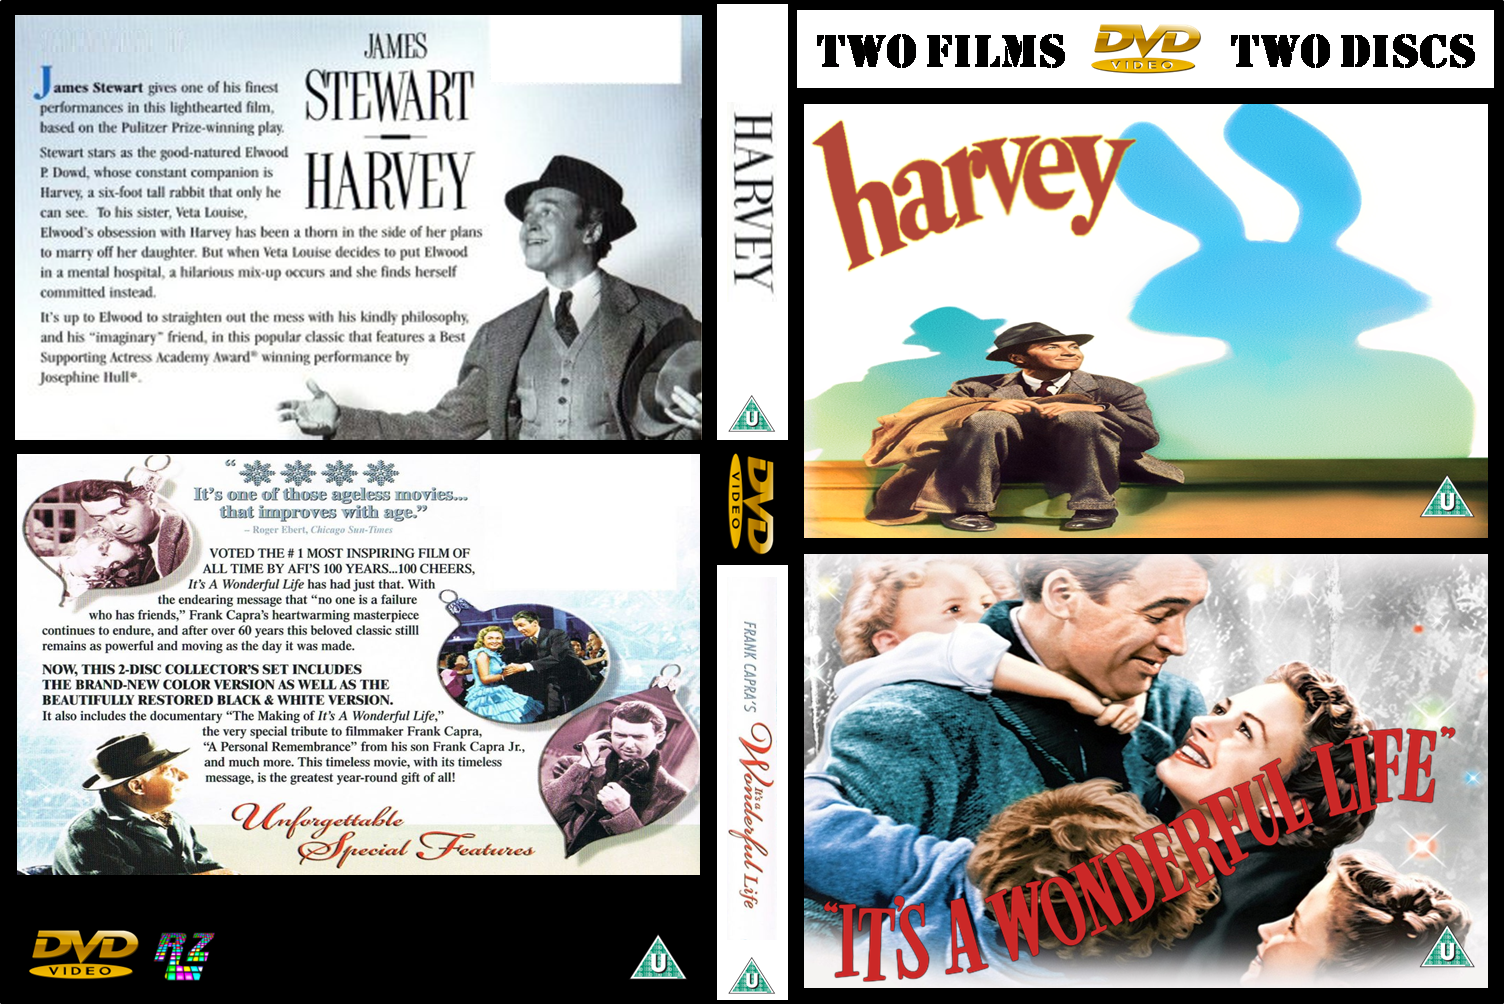 JAMES
STEWART
HARVEY
James Stewart gives one of his finest
performances in this lighthearted film,
based on the Pulitzer Prize-winning play.
Stewart stars as the good-natured Elwood
P. Dowd, whose constant companion is
Harvey, a six-foot tall rabbit that only he
can see. To his sister, Veta Louise,
Elwood's obsession with Harvey has been a thorn in the side of her plans
to marry off her daughter. But when Veta Louise decides to put Elwood
in a mental hospital, a hilarious mix-up occurs and she finds herself
committed instead.
It's up to Elwood to straighten out the mess with his kindly philosophy,
and his "imaginary" friend, in this popular classic that features a Best
Supporting Actress Academy Award® winning performance by
Josephine Hull®.
"
It's one of those ageless movies...
that improves with age."
– Roger Ebert, Chicago Sun-Times
VOTED THE # 1 MOST INSPIRING FILM OF
ALL TIME BY AFI'S 100 YEARS...100 CHEERS,
It's A Wonderful Life has had just that. With
the endearing message that "no one is a failure
who has friends," Frank Capra's heartwarming masterpiece
continues to endure, and after over 60 years this beloved classic stilll
remains as powerful and moving as the day it was made.
NOW, THIS 2-DISC COLLECTOR'S SET INCLUDES
THE BRAND-NEW COLOR VERSION AS WELL AS THE
BEAUTIFULLY RESTORED BLACK & WHITE VERSION.
It also includes the documentary "The Making of It's A Wonderful Life,"
the very special tribute to filmmaker Frank Capra,
"A Personal Remembrance" from his son Frank Capra Jr.,
and much more. This timeless movie, with its timeless
message, is the greatest year-round gift of all!
Unforgettable
Special Features
DVD
VIDEO
U
HARVEY
U
DVD
VIDEO
FRANK CAPRA'S
It's a
Wonderful Life
U
TWO FILMS
DVD
VIDEO
TWO DISCS
harvey
U
"IT'S A WONDERFUL LIFE"
U